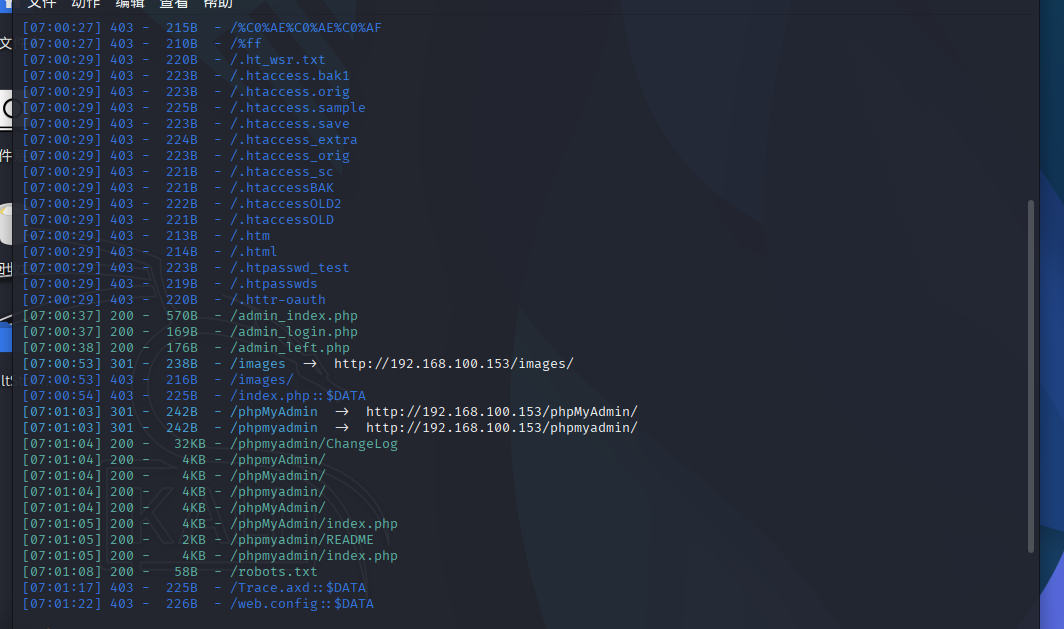 文件 动作 编辑 查看 帮助
[07:00:27] 403 - 215B - /%C0%AE%C0%AE%C0%AF
[07:00:27] 403 - 210B - /%ff
[07:00:29] 403 - 220B - /.ht_wsr.txt
[07:00:29] 403 - 223B - /.htaccess.bak1
[07:00:29] 403 - 223B - /.htaccess.orig
[07:00:29] 403 - 225B - /.htaccess.sample
[07:00:29] 403 - 223B - /.htaccess.save
[07:00:29] 403 - 224B - /.htaccess_extra
[07:00:29] 403 - 223B - /.htaccess_orig
[07:00:29] 403 - 221B - /.htaccess_sc
[07:00:29] 403 - 221B - /.htaccessBAK
[07:00:29] 403 - 222B - /.htaccessOLD2
[07:00:29] 403 - 221B - /.htaccessOLD
[07:00:29] 403 - 213B - /.htm
[07:00:29] 403 - 214B - /.html
[07:00:29] 403 - 223B - /.htpasswd_test
[07:00:29] 403 - 219B - /.htpasswds
[07:00:29] 403 - 220B - /.httr-oauth
[07:00:37] 200 - 570B - /admin_index.php
[07:00:37] 200 - 169B - /admin_login.php
[07:00:38] 200 - 176B - /admin_left.php
[07:00:53] 301 - 238B - /images → http://192.168.100.153/images/
[07:00:53] 403 - 216B - /images/
[07:00:54] 403 - 225B - /index.php::$DATA
[07:01:03] 301 - 242B - /phpMyAdmin → http://192.168.100.153/phpMyAdmin/
[07:01:03] 301 - 242B - /phpmyadmin → http://192.168.100.153/phpmyadmin/
[07:01:04] 200 - 32KB - /phpmyadmin/ChangeLog
[07:01:04] 200 - 4KB - /phpmyAdmin/
[07:01:04] 200 - 4KB - /phpMyadmin/
[07:01:04] 200 - 4KB - /phpmyadmin/
[07:01:04] 200 - 4KB - /phpMyAdmin/
[07:01:05] 200 - 4KB - /phpMyAdmin/index.php
[07:01:05] 200 - 2KB - /phpmyadmin/README
[07:01:05] 200 - 4KB - /phpmyadmin/index.php
[07:01:08] 200 - 58B - /robots.txt
[07:01:17] 403 - 225B - /Trace.axd::$DATA
[07:01:22] 403 - 226B - /web.config::$DATA